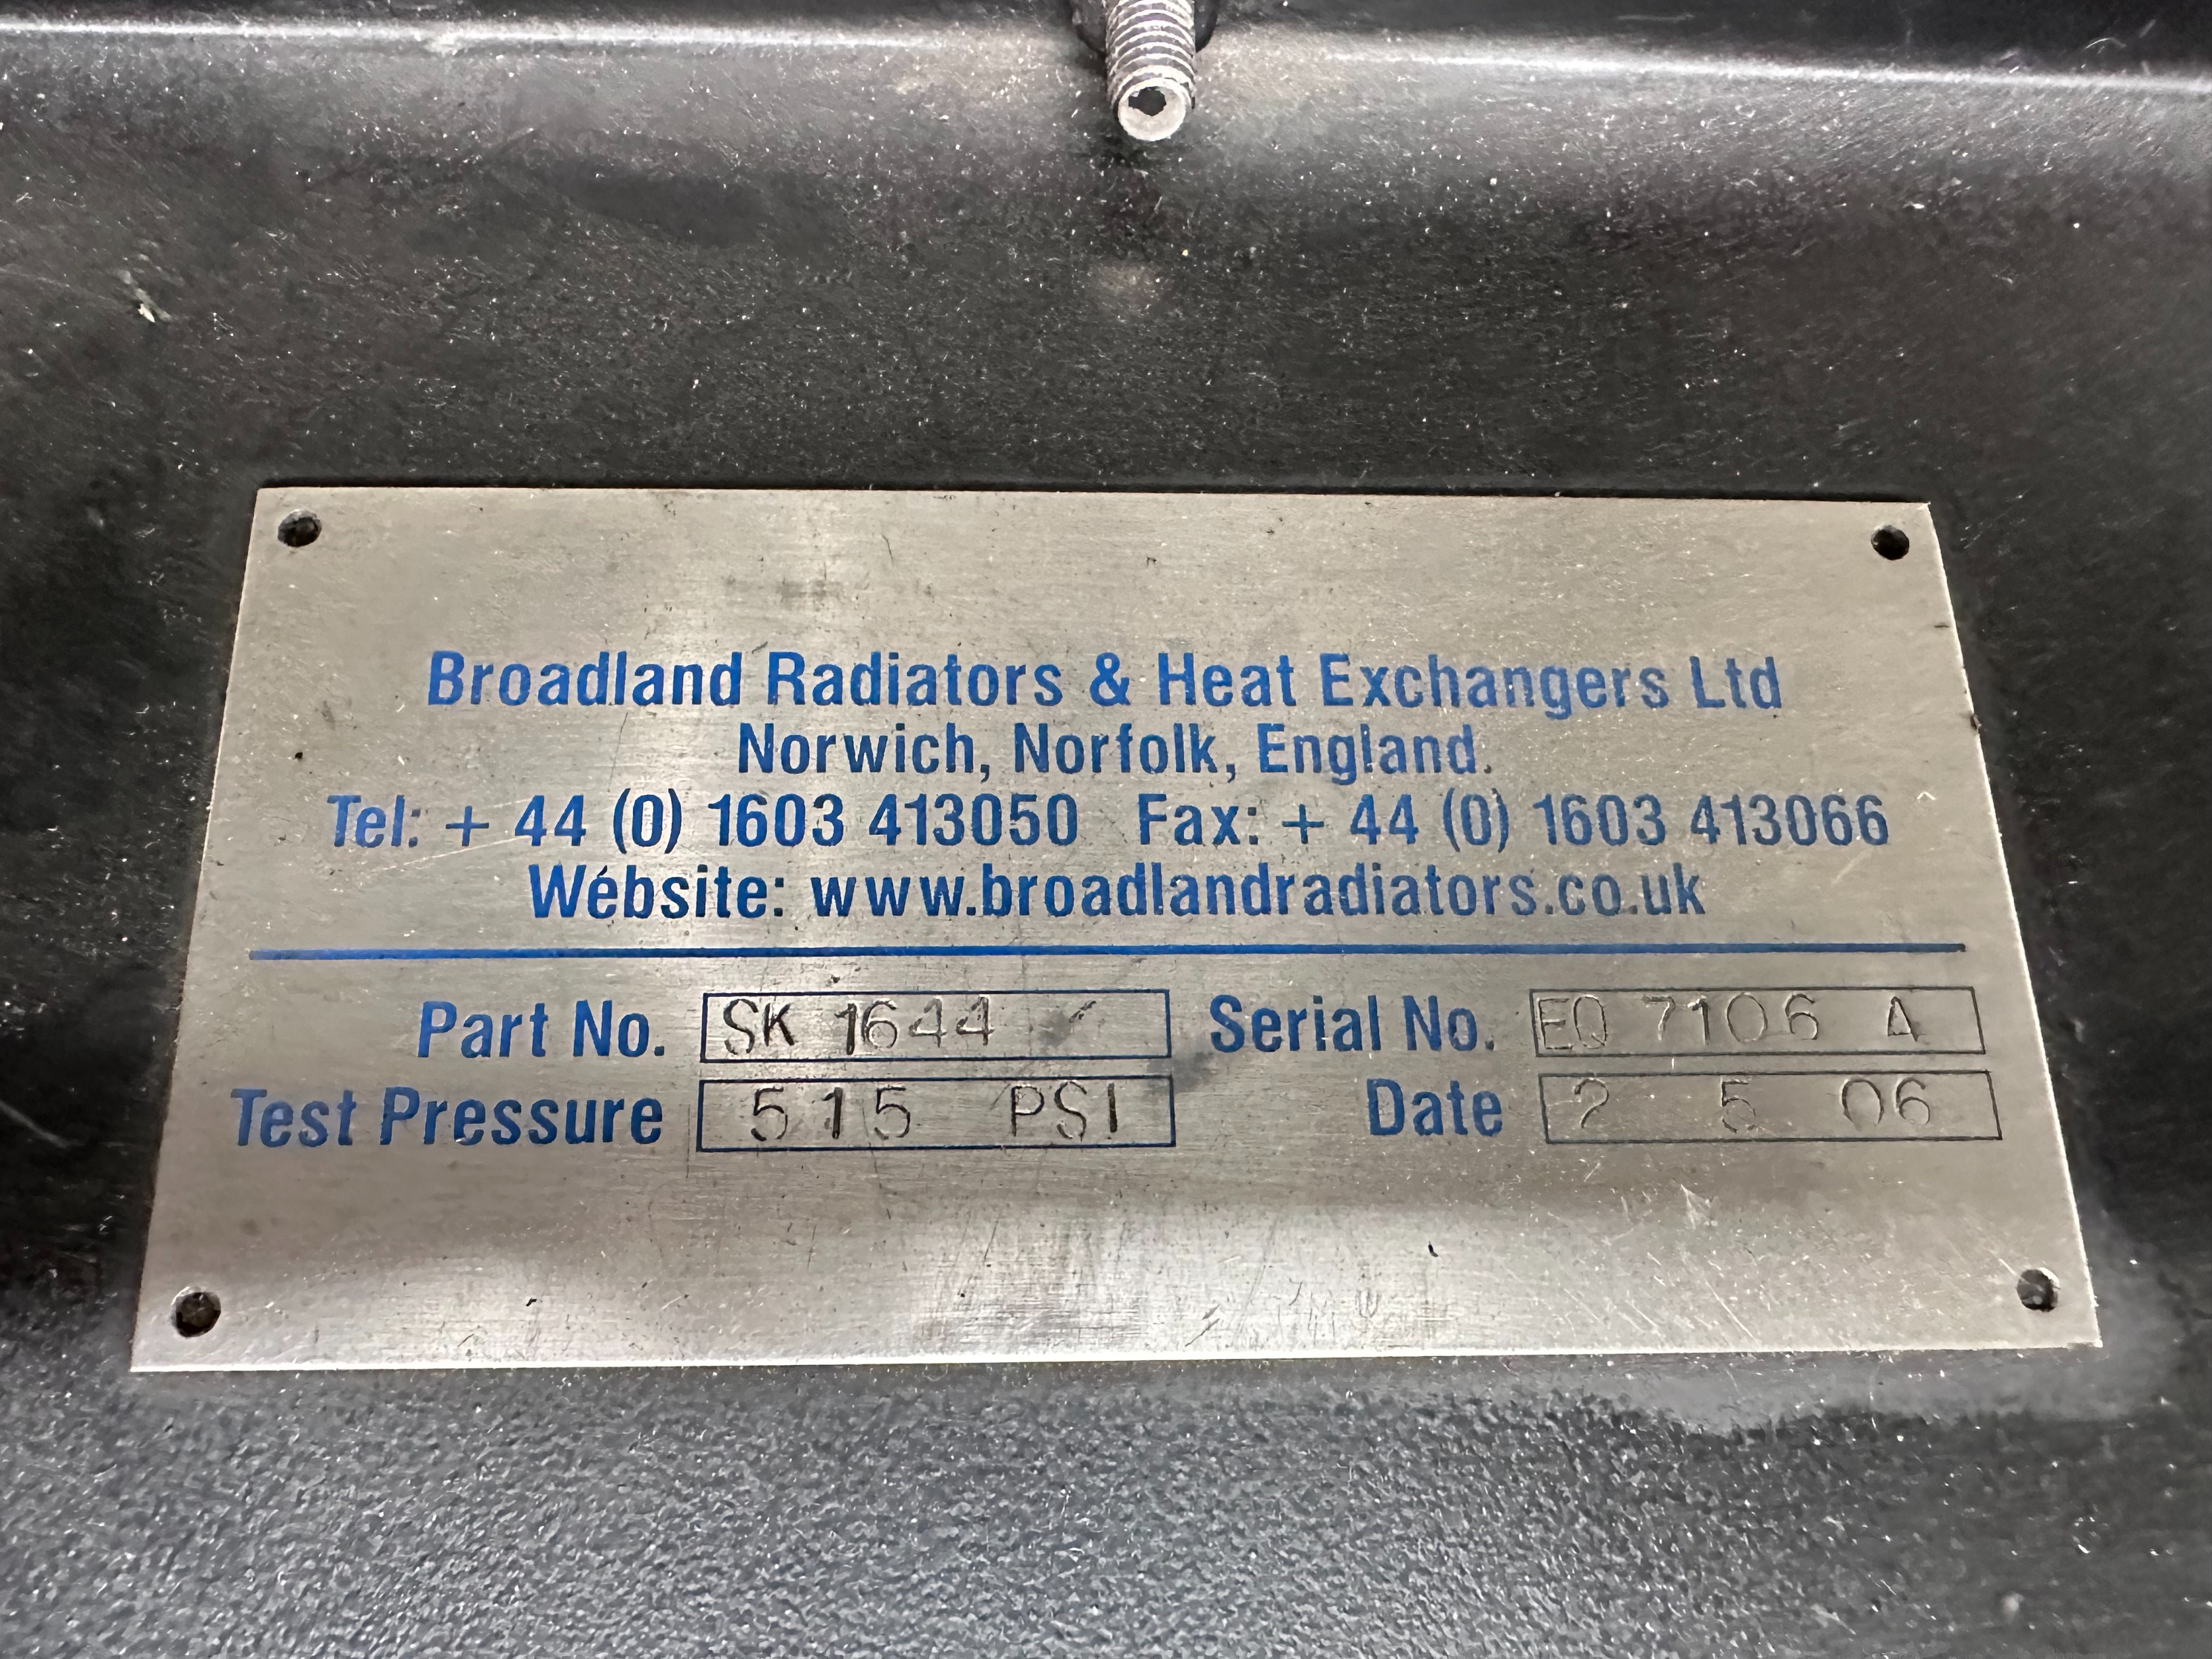 Broadland Radiators & Heat Exchangers Ltd
Norwich, Norfolk, England.
Tel: + 44 (0) 1603 413050 Fax: + 44 (0) 1603 413066
Website: www.broadlandradiators.co.uk
Part No. SK 1644 Serial No. EQ 7106 A
Test Pressure 515 PSI Date 2 5 06